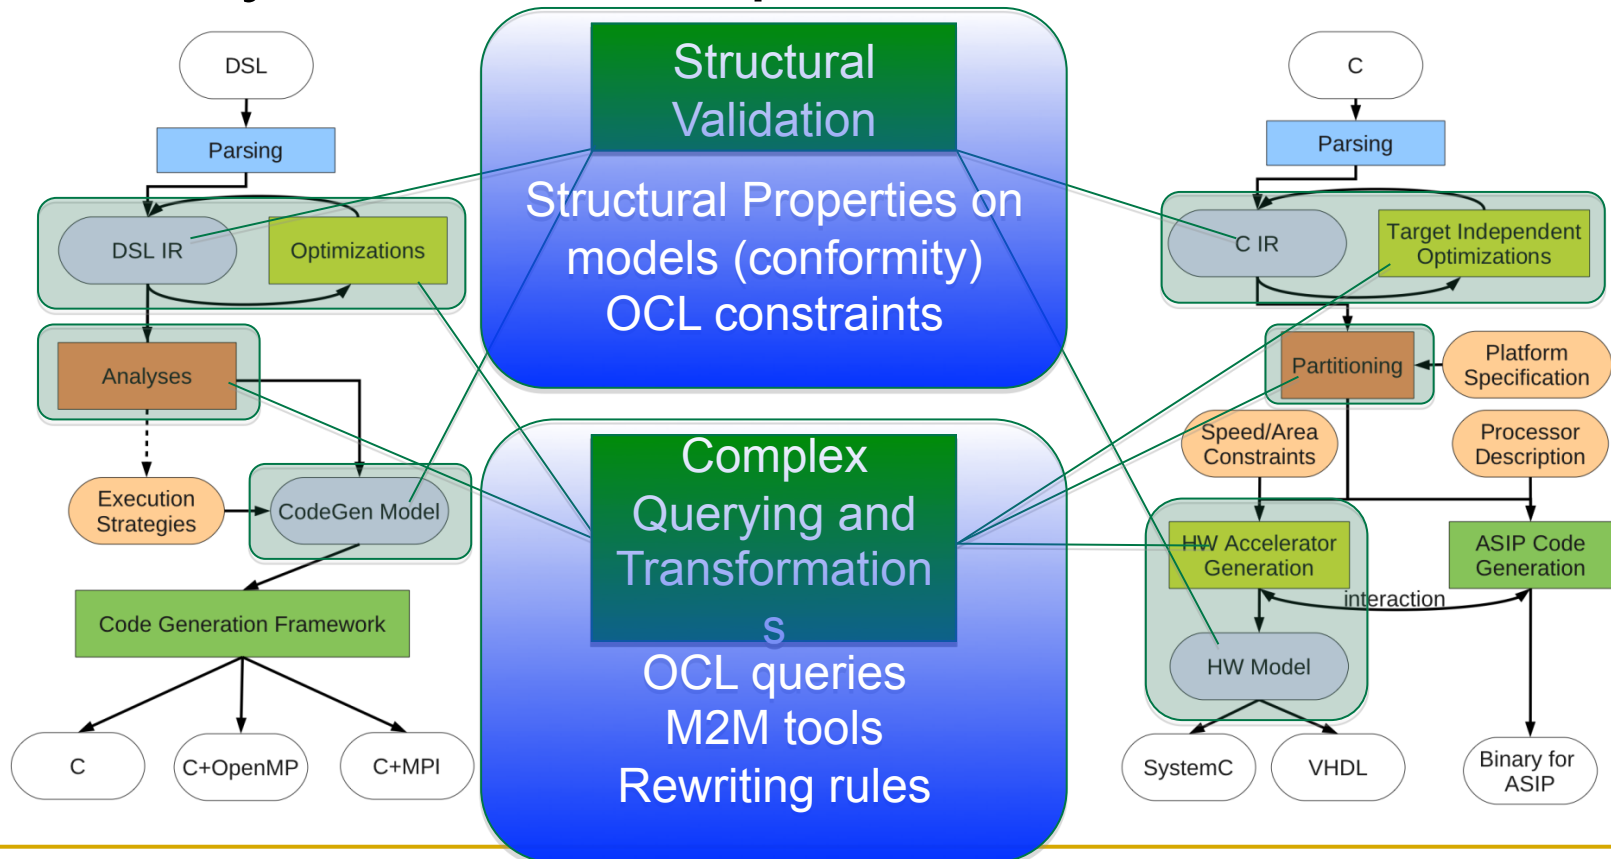 DSL
Parsing
DSL IR
Optimizations
Analyses
Execution
Strategies
CodeGen Model
Code Generation Framework
C
C+OpenMP
C+MPI
Structural
Validation
Structural Properties on
models (conformity)
OCL constraints
Complex
Querying and
Transformation
s
OCL queries
M2M tools
Rewriting rules
C
Parsing
C IR
Target Independent
Optimizations
Partitioning
Platform
Specification
Speed/Area
Constraints
Processor
Description
HW Accelerator
Generation
ASIP Code
Generation
interaction
HW Model
SystemC
VHDL
Binary for
ASIP